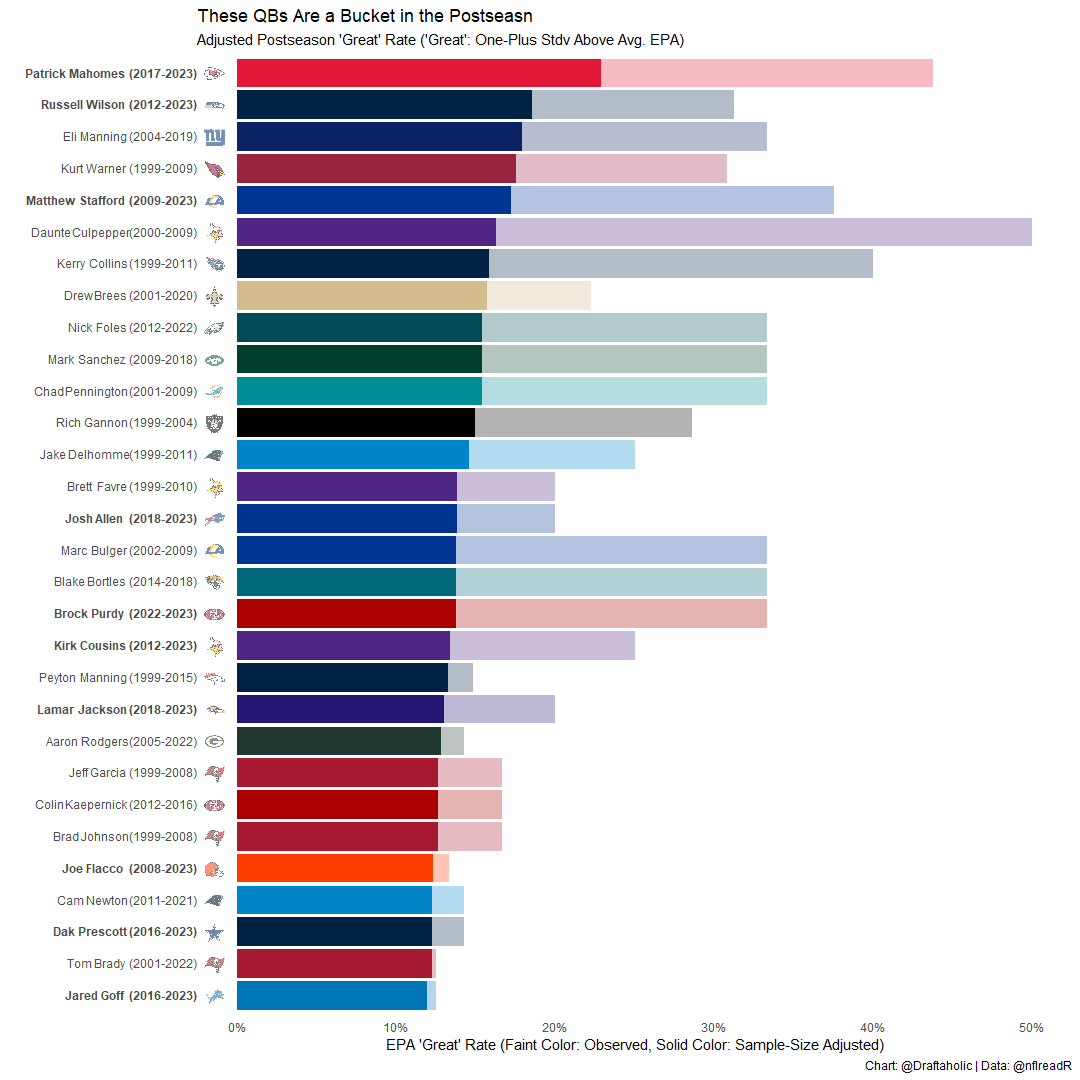 These QBs Are a Bucket in the Postseasn
Adjusted Postseason 'Great' Rate ('Great': One-Plus Stdv Above Avg. EPA)
Patrick Mahomes (2017-2023)
Russell Wilson (2012-2023)
Eli Manning (2004-2019)
ny
Kurt Warner (1999-2009)
Matthew Stafford (2009-2023)
Daunte Culpepper (2000-2009)
Kerry Collins (1999-2011)
Drew Brees (2001-2020)
Nick Foles (2012-2022)
Mark Sanchez (2009-2018)
Chad Pennington (2001-2009)
Rich Gannon (1999-2004)
Jake Delhomme (1999-2011)
Brett Favre (1999-2010)
Josh Allen (2018-2023)
Marc Bulger (2002-2009)
Blake Bortles (2014-2018)
Brock Purdy (2022-2023)
Kirk Cousins (2012-2023)
Peyton Manning (1999-2015)
Lamar Jackson (2018-2023)
Aaron Rodgers (2005-2022)
Jeff Garcia (1999-2008)
Colin Kaepernick (2012-2016)
Brad Johnson (1999-2008)
Joe Flacco (2008-2023)
Cam Newton (2011-2021)
Dak Prescott (2016-2023)
Tom Brady (2001-2022)
Jared Goff (2016-2023)
0% 10% 20% 30% 40% 50%
EPA 'Great' Rate (Faint Color: Observed, Solid Color: Sample-Size Adjusted)
Chart: @Draftaholic | Data: @nflreadR